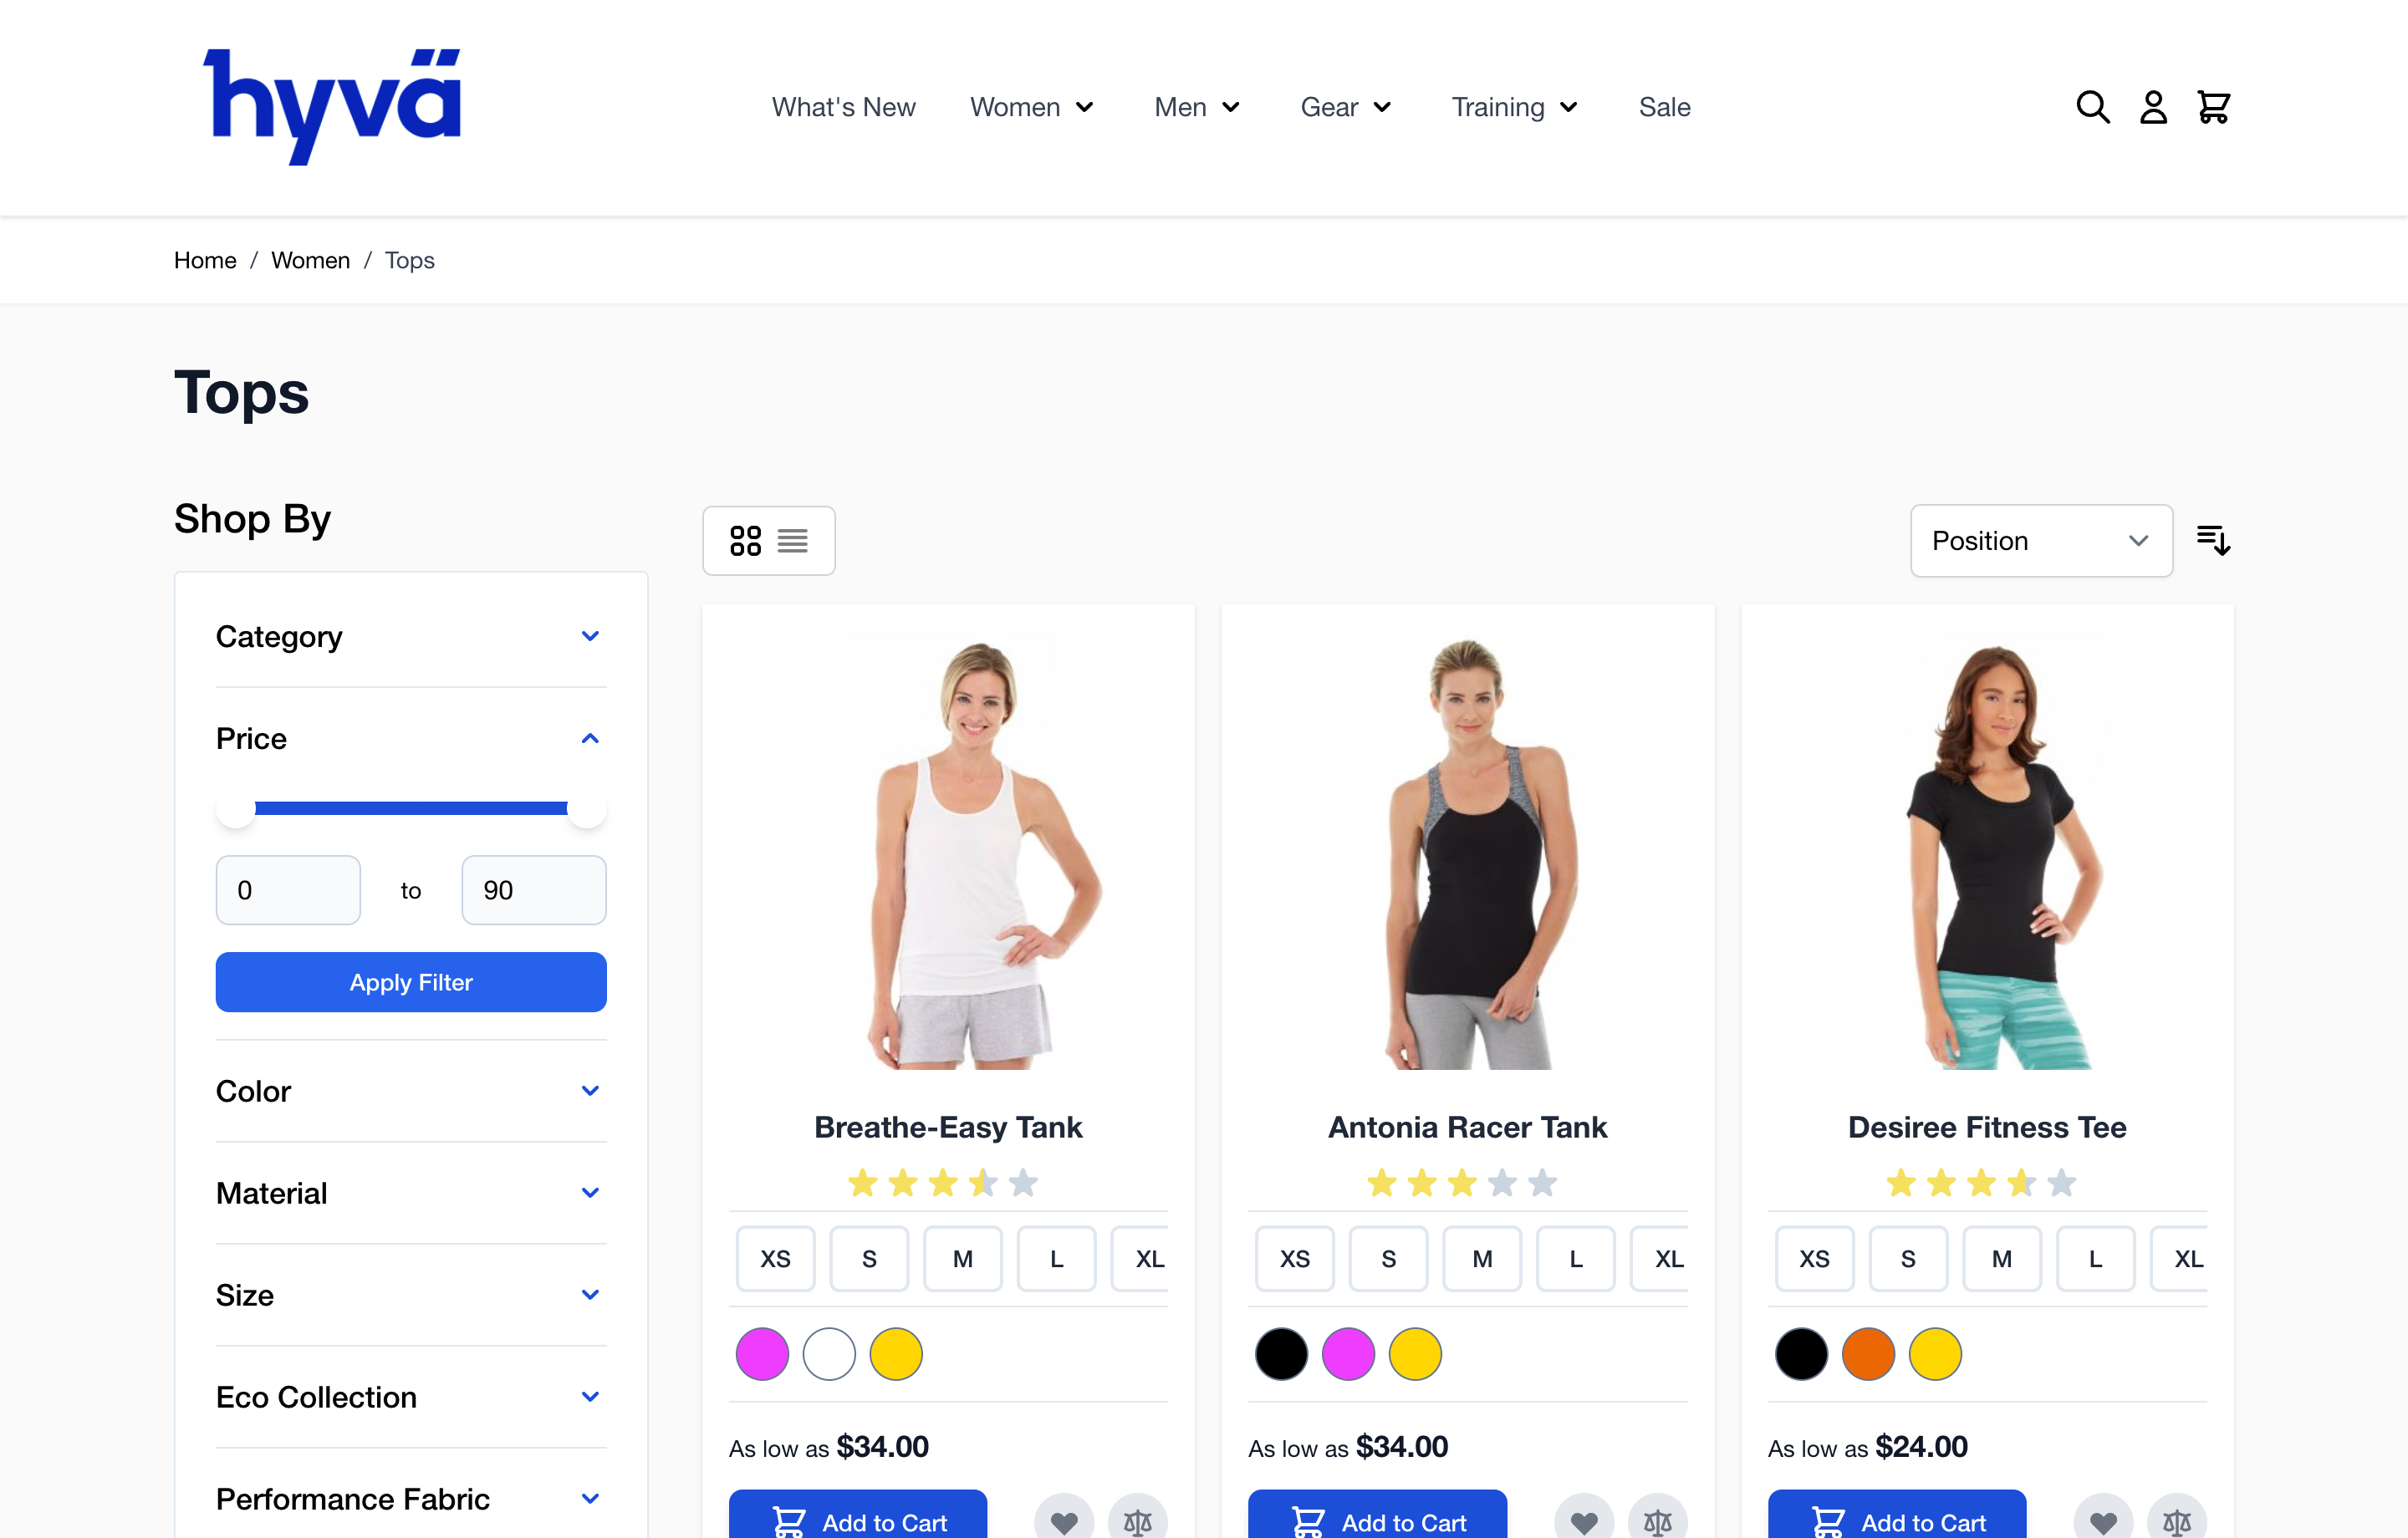 hyvä
What's New Women Men Gear Training Sale
Home / Women / Tops
Tops
Shop By
Category
Price
0 to 90
Apply Filter
Color
Material
Size
Eco Collection
Performance Fabric
Position
Breathe-Easy Tank
XS S M L XL
As low as $34.00
Add to Cart
Antonia Racer Tank
XS S M L XL
As low as $34.00
Add to Cart
Desiree Fitness Tee
XS S M L XL
As low as $24.00
Add to Cart